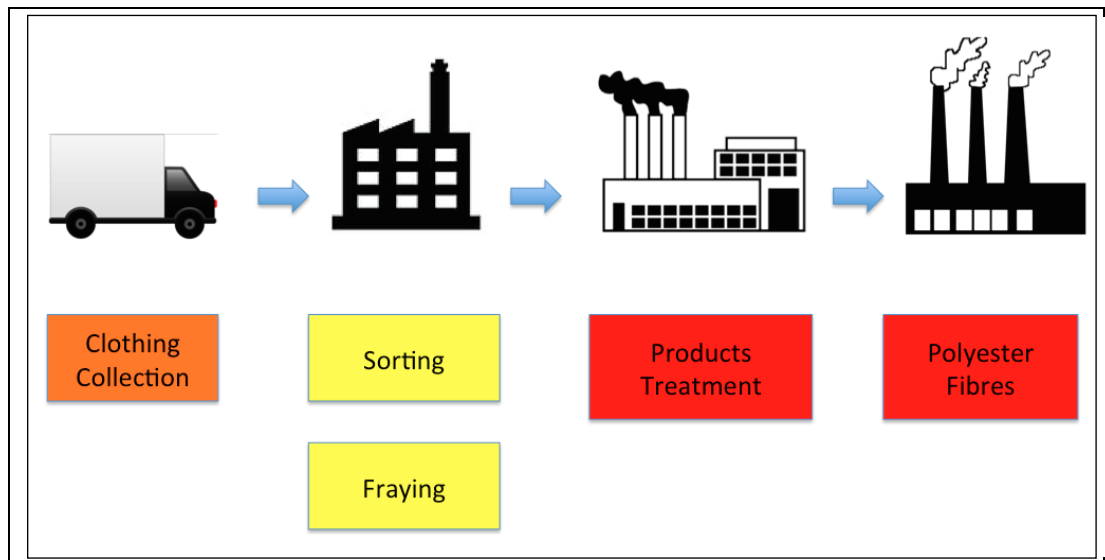 Clothing
Collection
Sorting
Products
Treatment
Polyester
Fibres
Fraying